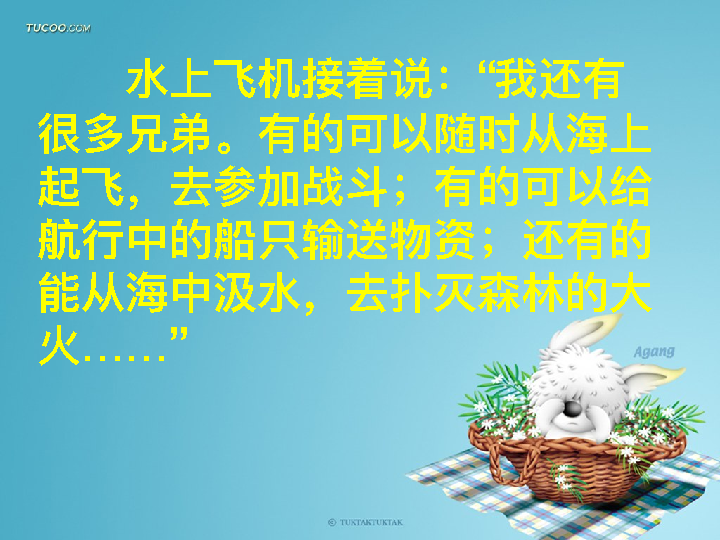 TUCOO.COM
水上飞机接着说：“我还有
很多兄弟。有的可以随时从海上
起飞，去参加战斗；有的可以给
航行中的船只输送物资；还有的
能从海中汲水，去扑灭森林的大
火……”
Agang
© TUKTAKTUKTAK